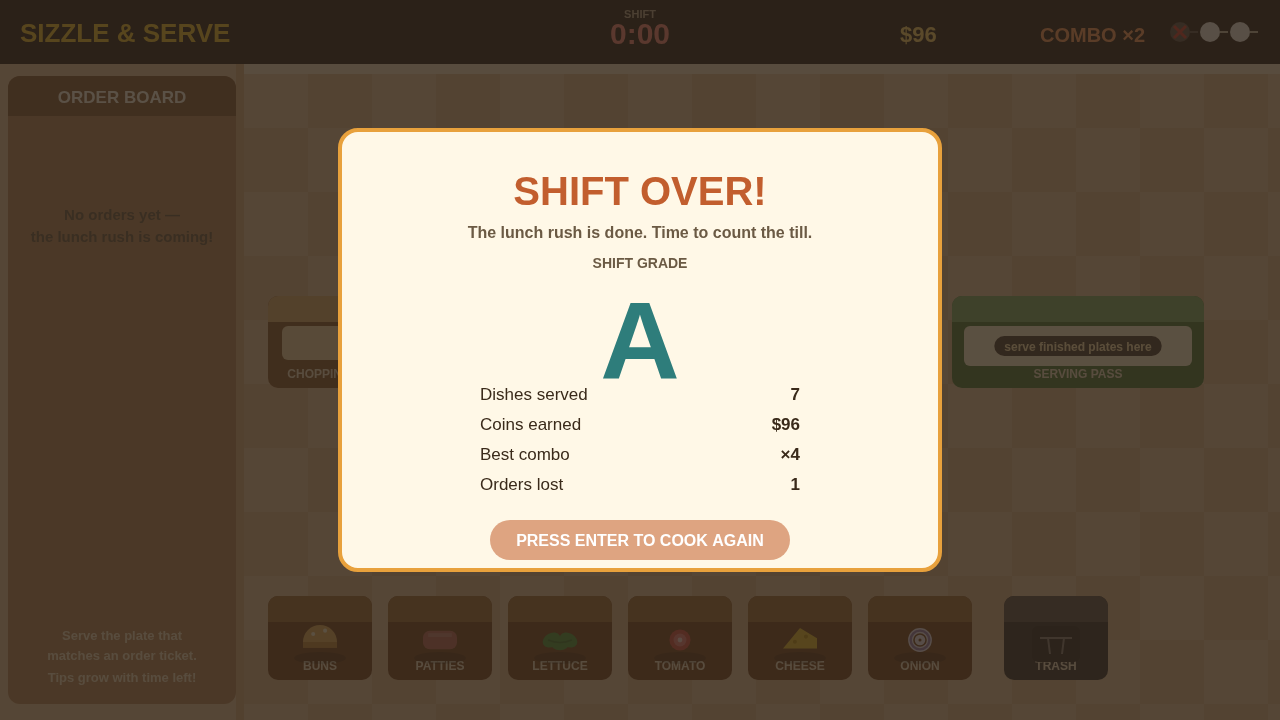 SIZZLE & SERVE
SHIFT
0:00
$96
COMBO ×2
ORDER BOARD
No orders yet —
the lunch rush is coming!
Serve the plate that
matches an order ticket.
Tips grow with time left!
SHIFT OVER!
The lunch rush is done. Time to count the till.
SHIFT GRADE
A
Dishes served 7
Coins earned $96
Best combo ×4
Orders lost 1
PRESS ENTER TO COOK AGAIN
CHOPPIN
serve finished plates here
SERVING PASS
BUNS
PATTIES
LETTUCE
TOMATO
CHEESE
ONION
TRASH